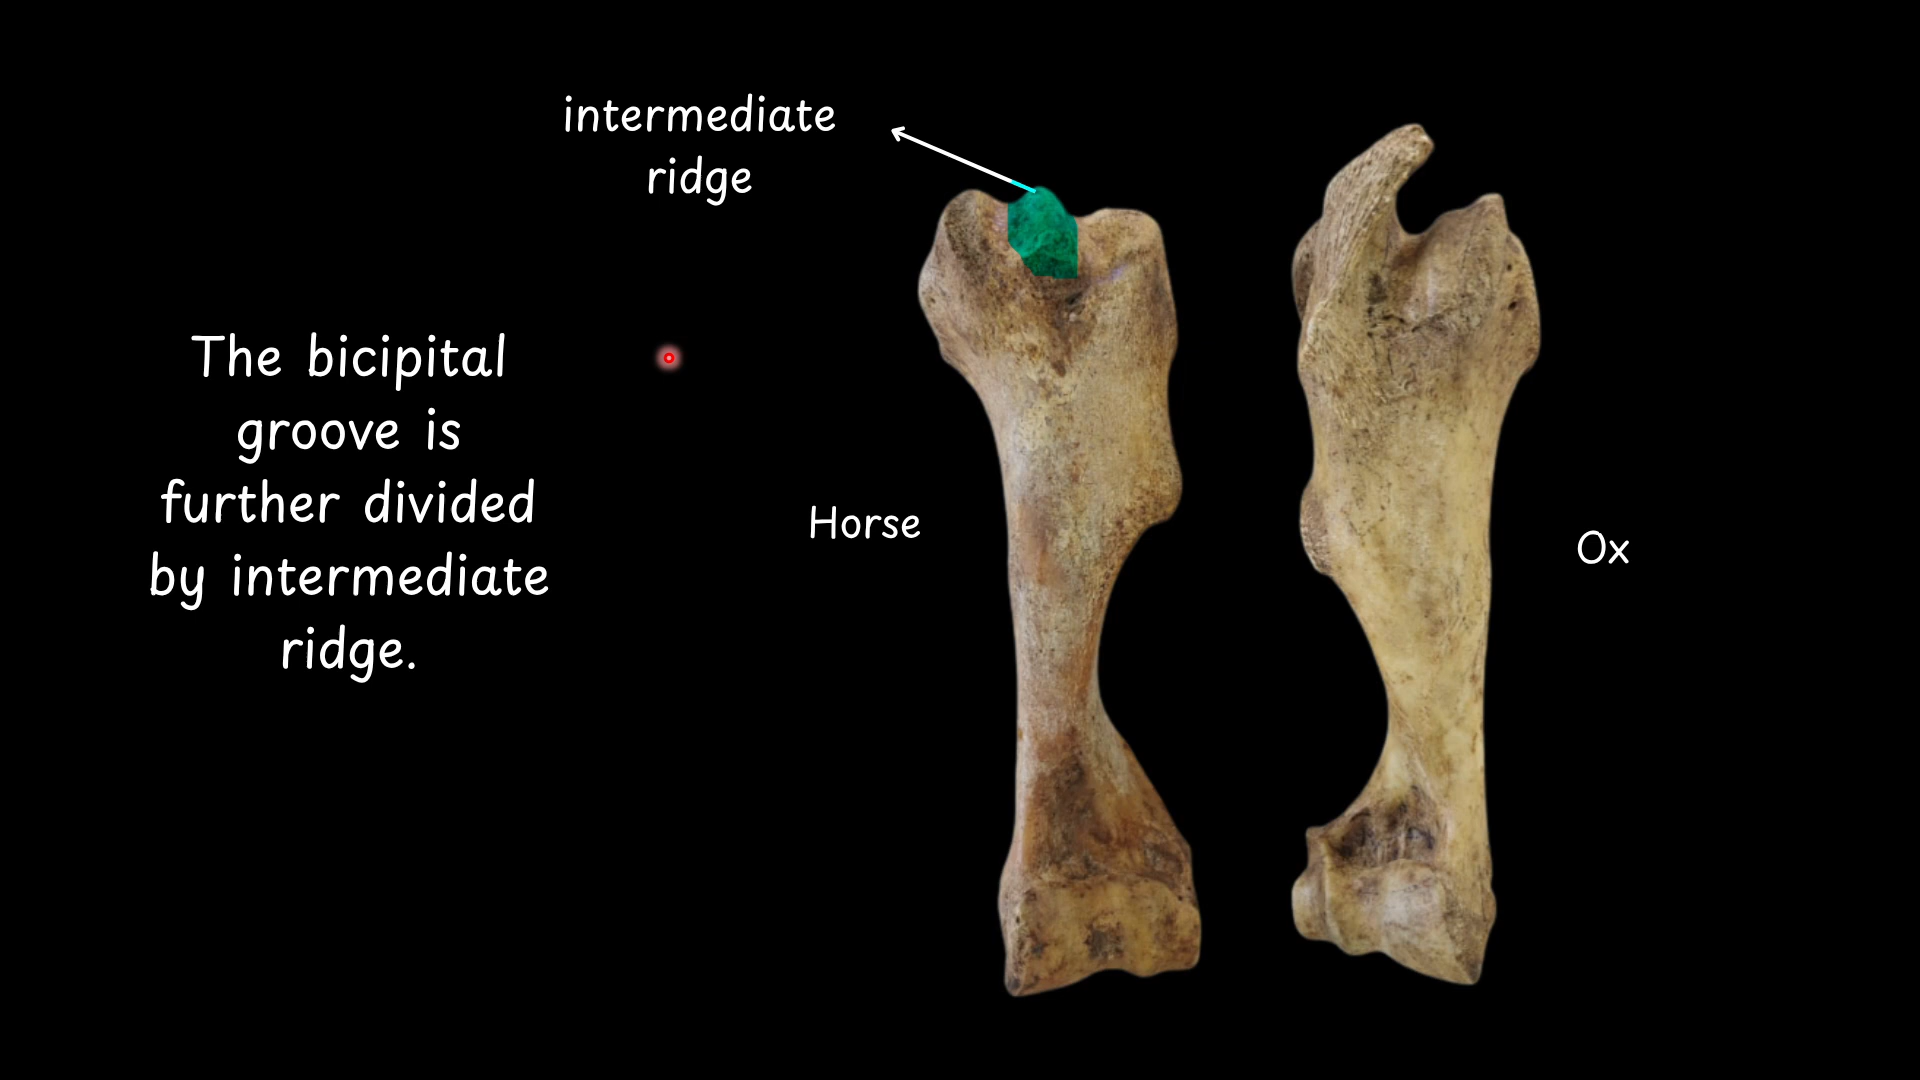 intermediate
ridge
The bicipital
groove is
further divided
by intermediate
ridge.
Horse
Ox